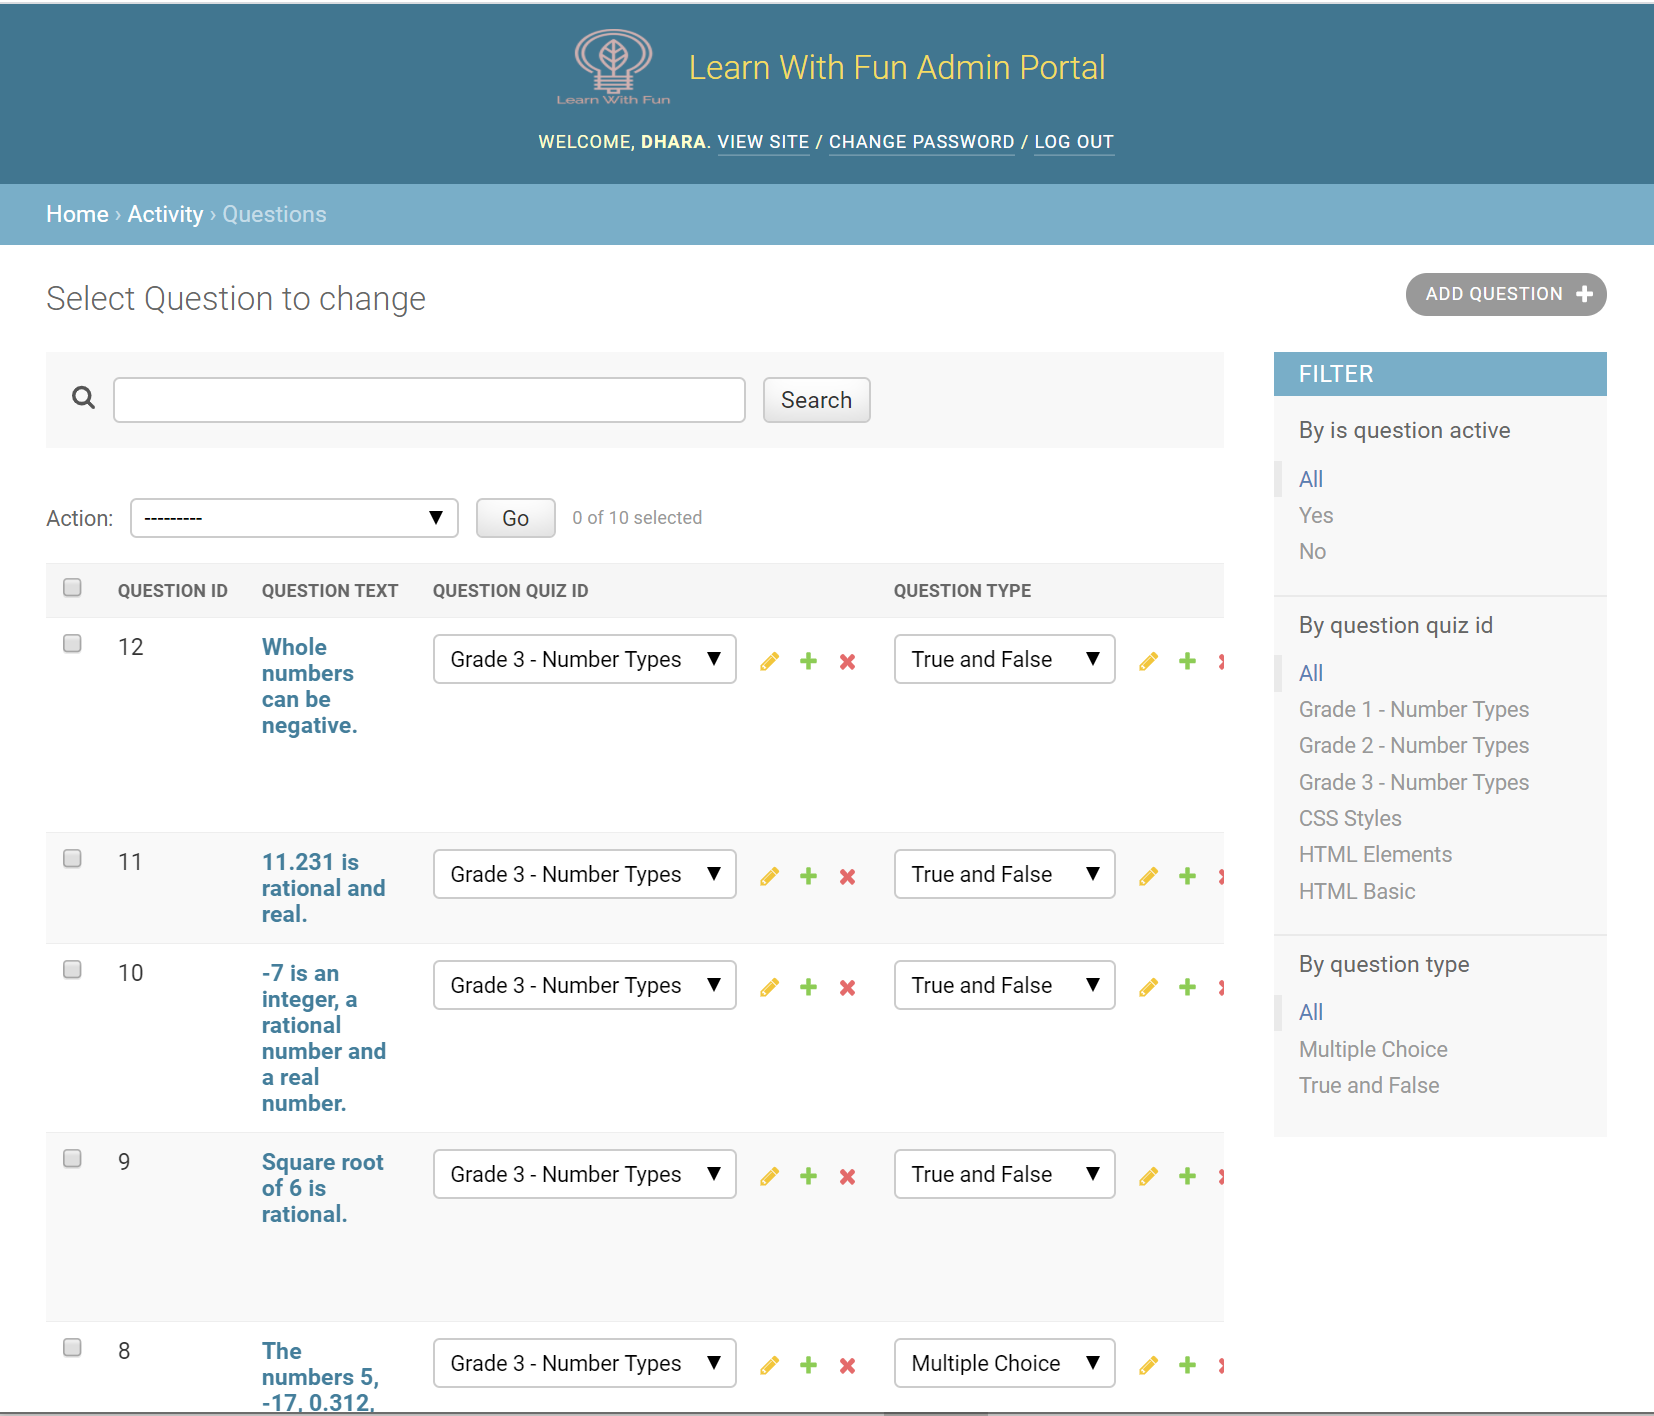 Learn With Fun
Learn With Fun Admin Portal
WELCOME, DHARA. VIEW SITE / CHANGE PASSWORD / LOG OUT
Home › Activity › Questions
Select Question to change
ADD QUESTION
Search
Action: --------- Go 0 of 10 selected
QUESTION ID QUESTION TEXT QUESTION QUIZ ID QUESTION TYPE
12 Whole Grade 3 - Number Types True and False
numbers
can be
negative.
11 11.231 is Grade 3 - Number Types True and False
rational and
real.
10 -7 is an Grade 3 - Number Types True and False
integer, a
rational
number and
a real
number.
9 Square root Grade 3 - Number Types True and False
of 6 is
rational.
8 The Grade 3 - Number Types Multiple Choice
numbers 5,
-17, 0.312,
FILTER
By is question active
All
Yes
No
By question quiz id
All
Grade 1 - Number Types
Grade 2 - Number Types
Grade 3 - Number Types
CSS Styles
HTML Elements
HTML Basic
By question type
All
Multiple Choice
True and False